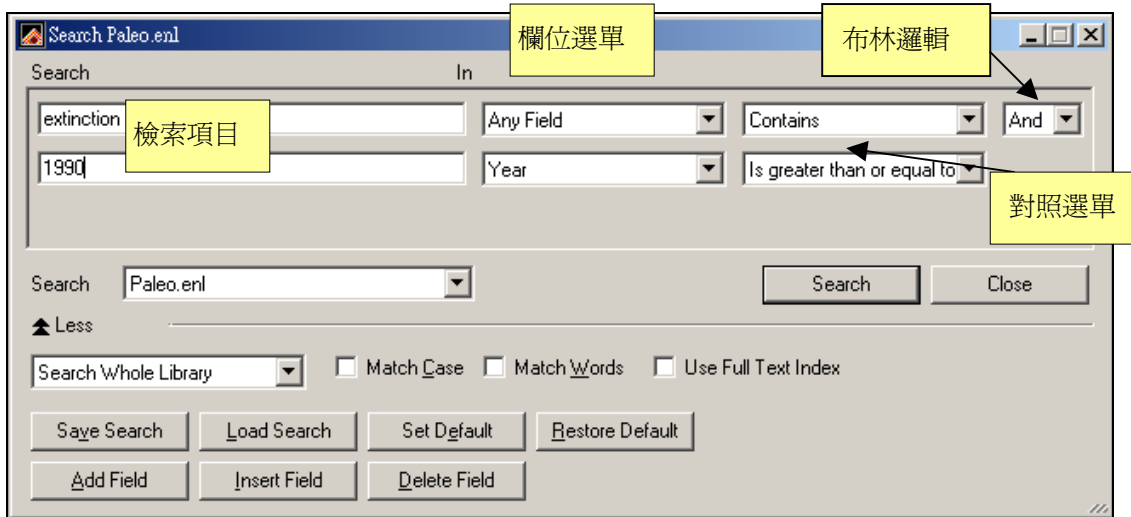 Search Paleo.enl
欄位選單
布林邏輯
Search In
extinction Any Field Contains And
檢索項目
1990 Year Is greater than or equal to
對照選單
Search Paleo.enl Search Close
Less
Search Whole Library Match Case Match Words Use Full Text Index
Save Search Load Search Set Default Restore Default
Add Field Insert Field Delete Field